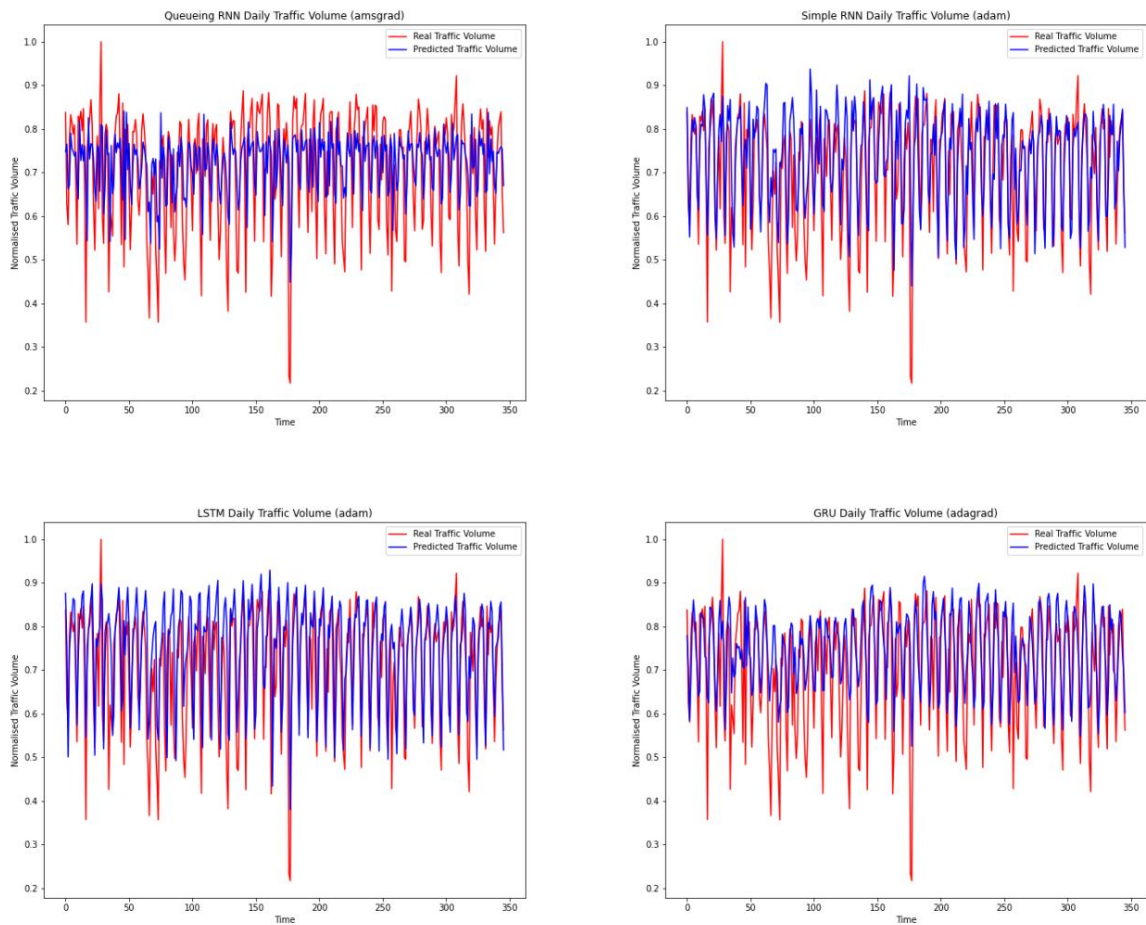 Queueing RNN Daily Traffic Volume (amsgrad)
Real Traffic Volume
Predicted Traffic Volume
Normalised Traffic Volume
1.0
0.9
0.8
0.7
0.6
0.5
0.4
0.3
0.2
0 50 100 150 200 250 300 350
Time
Simple RNN Daily Traffic Volume (adam)
Real Traffic Volume
Predicted Traffic Volume
Normalised Traffic Volume
1.0
0.9
0.8
0.7
0.6
0.5
0.4
0.3
0.2
0 50 100 150 200 250 300 350
Time
LSTM Daily Traffic Volume (adam)
Real Traffic Volume
Predicted Traffic Volume
Normalised Traffic Volume
1.0
0.9
0.8
0.7
0.6
0.5
0.4
0.3
0.2
0 50 100 150 200 250 300 350
Time
GRU Daily Traffic Volume (adagrad)
Real Traffic Volume
Predicted Traffic Volume
Normalised Traffic Volume
1.0
0.9
0.8
0.7
0.6
0.5
0.4
0.3
0.2
0 50 100 150 200 250 300 350
Time